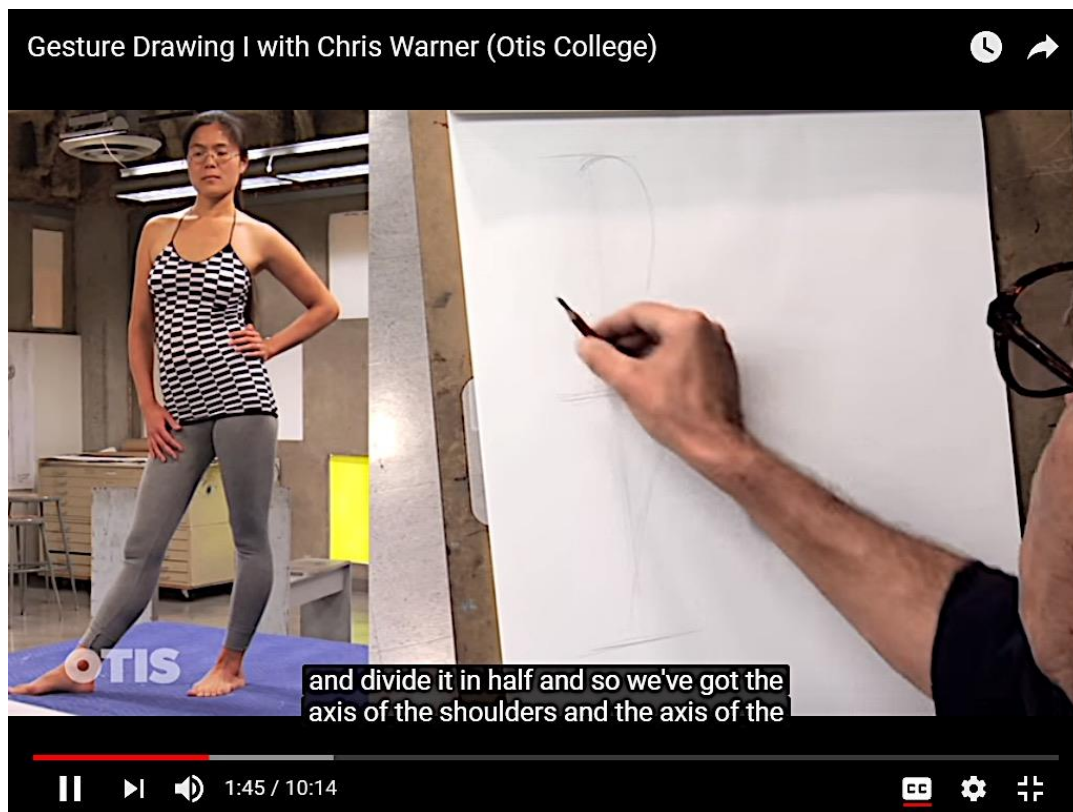 Gesture Drawing I with Chris Warner (Otis College)
OTIS
and divide it in half and so we've got the
axis of the shoulders and the axis of the
1:45 / 10:14
CC